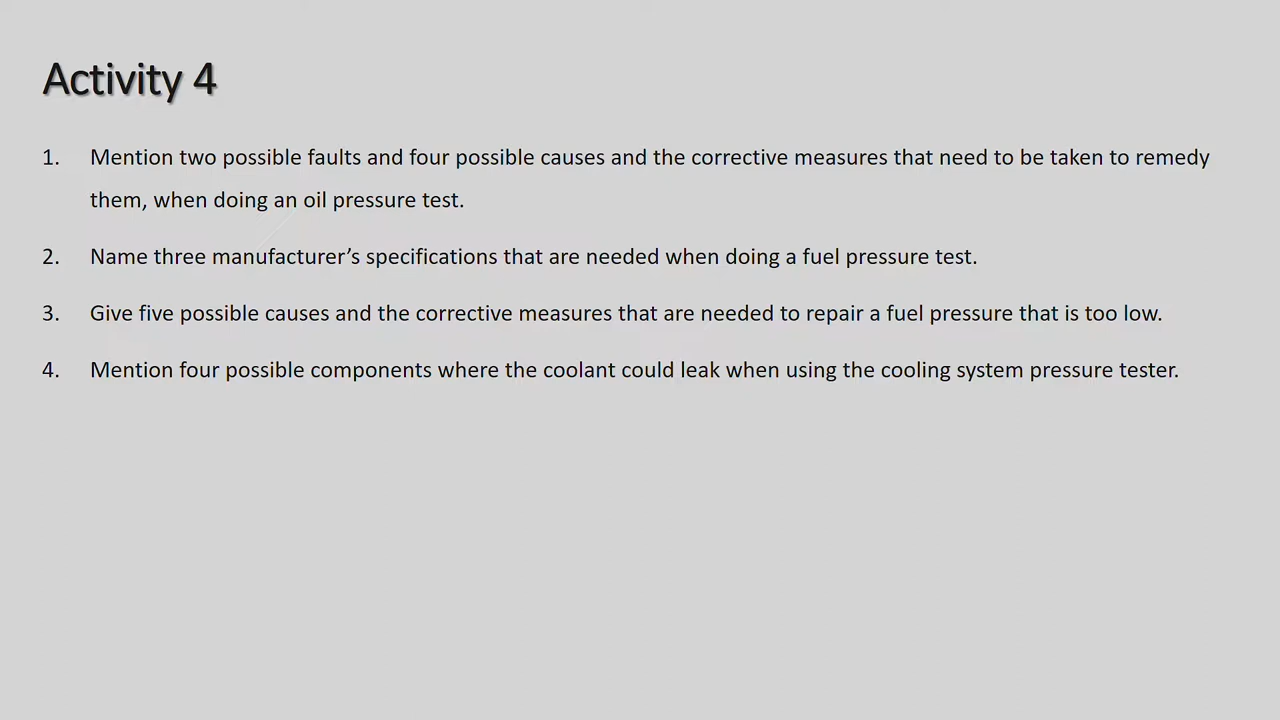 Activity 4
1. Mention two possible faults and four possible causes and the corrective measures that need to be taken to remedy
them, when doing an oil pressure test.
2. Name three manufacturer’s specifications that are needed when doing a fuel pressure test.
3. Give five possible causes and the corrective measures that are needed to repair a fuel pressure that is too low.
4. Mention four possible components where the coolant could leak when using the cooling system pressure tester.